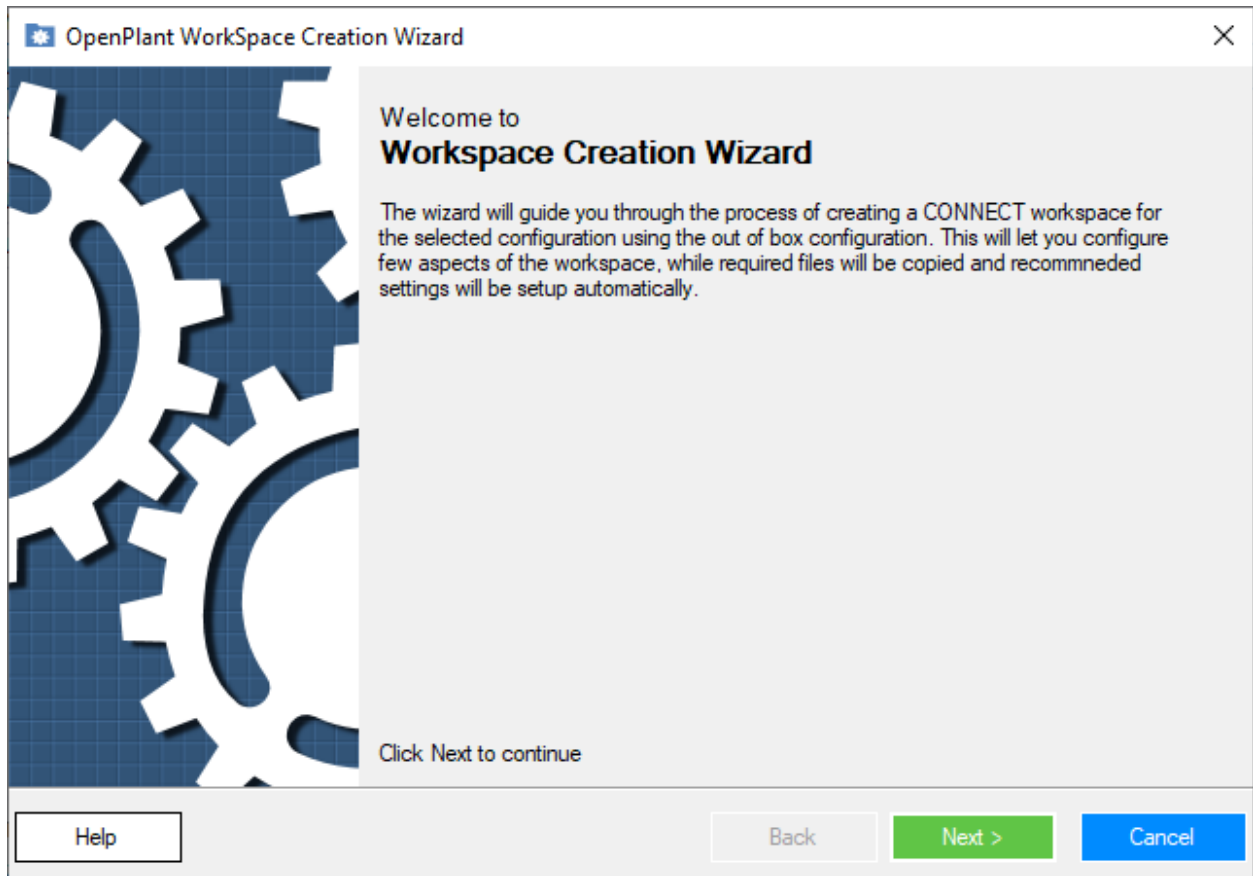 OpenPlant WorkSpace Creation Wizard
Welcome to
Workspace Creation Wizard
The wizard will guide you through the process of creating a CONNECT workspace for
the selected configuration using the out of box configuration. This will let you configure
few aspects of the workspace, while required files will be copied and recommneded
settings will be setup automatically.
Click Next to continue
Help
Back
Next >
Cancel